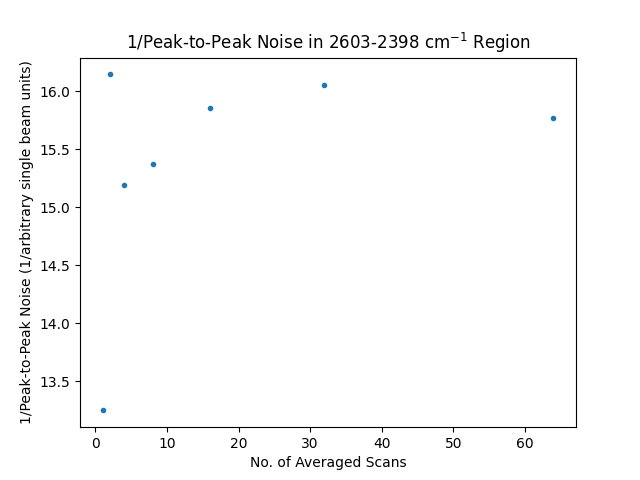 1/Peak-to-Peak Noise in 2603-2398 cm⁻¹ Region
1/Peak-to-Peak Noise (1/arbitrary single beam units)
16.0
15.5
15.0
14.5
14.0
13.5
0 10 20 30 40 50 60
No. of Averaged Scans